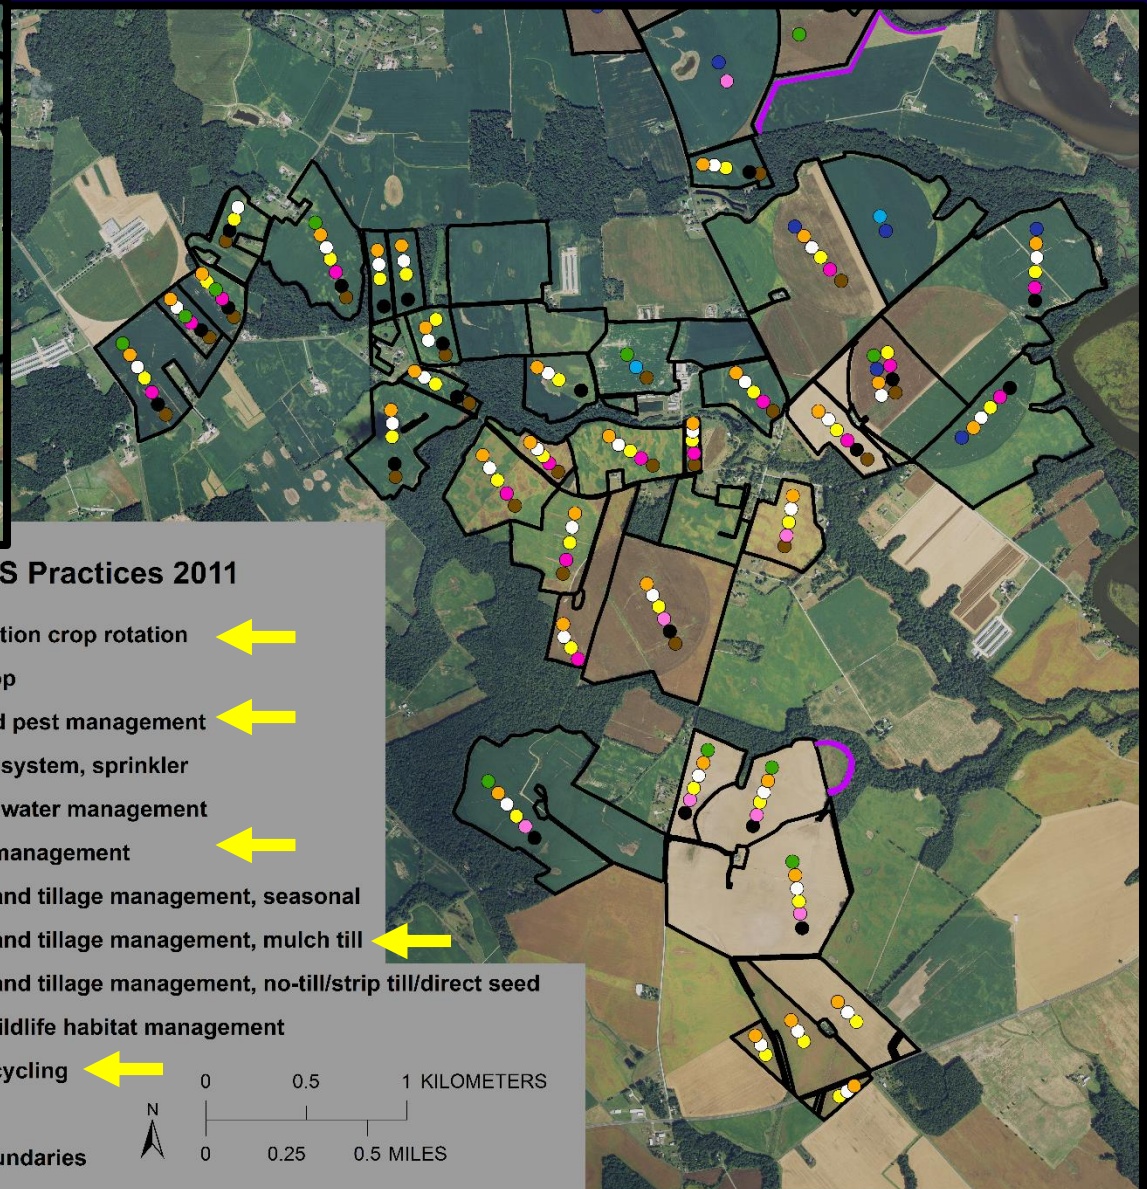 S Practices 2011
tion crop rotation
op
d pest management
system, sprinkler
water management
management
and tillage management, seasonal
and tillage management, mulch till
and tillage management, no-till/strip till/direct seed
ildlife habitat management
cycling
0 0.5 1 KILOMETERS
N
0 0.25 0.5 MILES
undaries